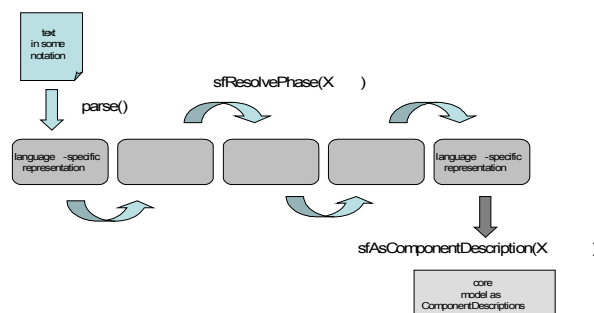 text
in some
notation
sfResolvePhase(X )
parse()
language -specific
representation
language -specific
representation
sfAsComponentDescription(X )
core
model as
ComponentDescriptions